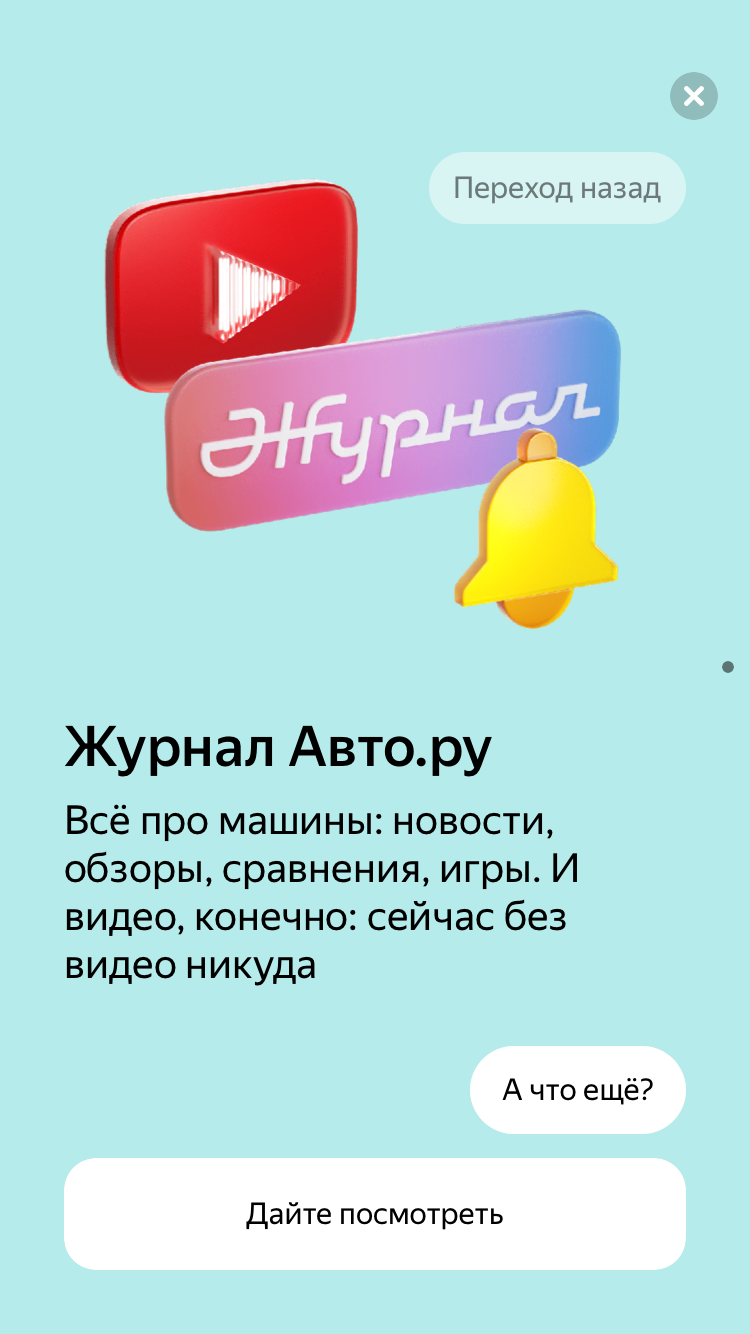 Переход назад
Журнал
Журнал Авто.ру
Всё про машины: новости,
обзоры, сравнения, игры. И
видео, конечно: сейчас без
видео никуда
А что ещё?
Дайте посмотреть